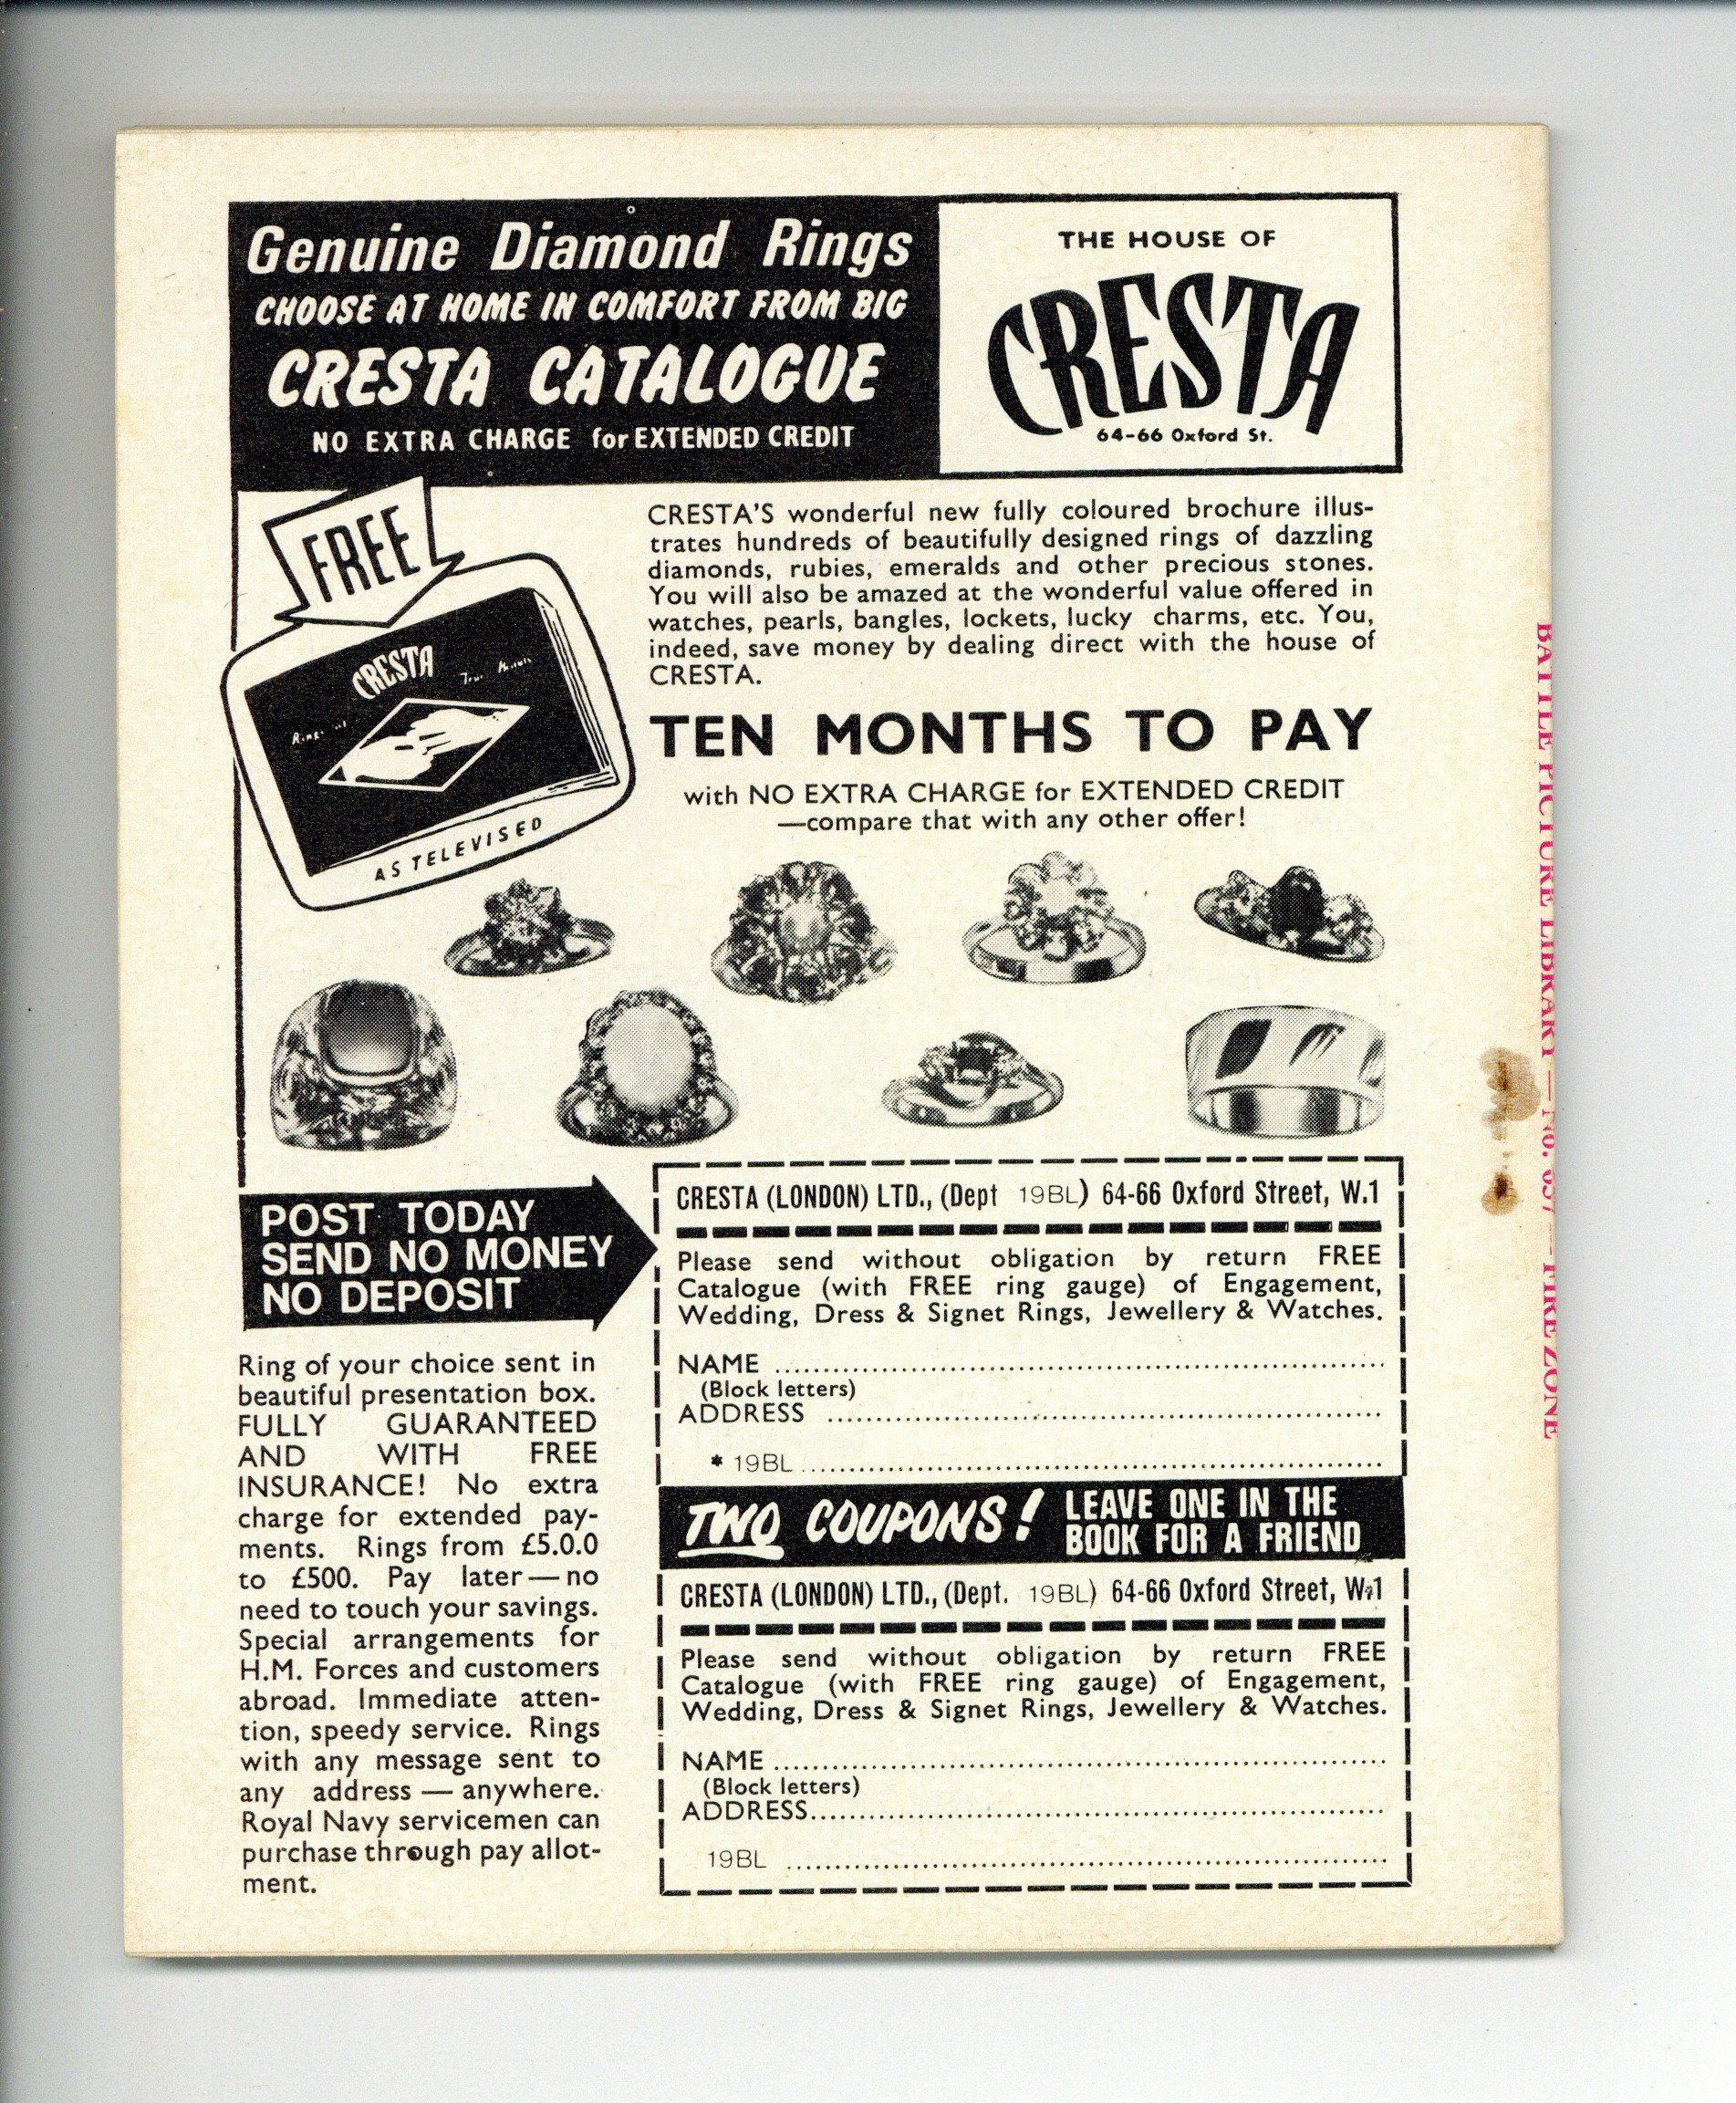 Genuine Diamond Rings
CHOOSE AT HOME IN COMFORT FROM BIG
CRESTA CATALOGUE
NO EXTRA CHARGE for EXTENDED CREDIT
THE HOUSE OF
CRESTA
64-66 Oxford St.
FREE
CRESTA
AS TELEVISED
CRESTA'S wonderful new fully coloured brochure illus-
trates hundreds of beautifully designed rings of dazzling
diamonds, rubies, emeralds and other precious stones.
You will also be amazed at the wonderful value offered in
watches, pearls, bangles, lockets, lucky charms, etc. You,
indeed, save money by dealing direct with the house of
CRESTA.
TEN MONTHS TO PAY
with NO EXTRA CHARGE for EXTENDED CREDIT
—compare that with any other offer!
POST TODAY
SEND NO MONEY
NO DEPOSIT
Ring of your choice sent in
beautiful presentation box.
FULLY GUARANTEED
AND WITH FREE
INSURANCE! No extra
charge for extended pay-
ments. Rings from £5.0.0
to £500. Pay later — no
need to touch your savings.
Special arrangements for
H.M. Forces and customers
abroad. Immediate atten-
tion, speedy service. Rings
with any message sent to
any address — anywhere.
Royal Navy servicemen can
purchase through pay allot-
ment.
CRESTA (LONDON) LTD., (Dept 19BL) 64-66 Oxford Street, W.1
Please send without obligation by return FREE
Catalogue (with FREE ring gauge) of Engagement,
Wedding, Dress & Signet Rings, Jewellery & Watches.
NAME
(Block letters)
ADDRESS
* 19BL
TWO COUPONS! LEAVE ONE IN THE
BOOK FOR A FRIEND
CRESTA (LONDON) LTD., (Dept. 19BL) 64-66 Oxford Street, W.1
Please send without obligation by return FREE
Catalogue (with FREE ring gauge) of Engagement,
Wedding, Dress & Signet Rings, Jewellery & Watches.
NAME
(Block letters)
ADDRESS
19BL
BATTLE PICTURE LIBRARY — No. — FIRE ZONE